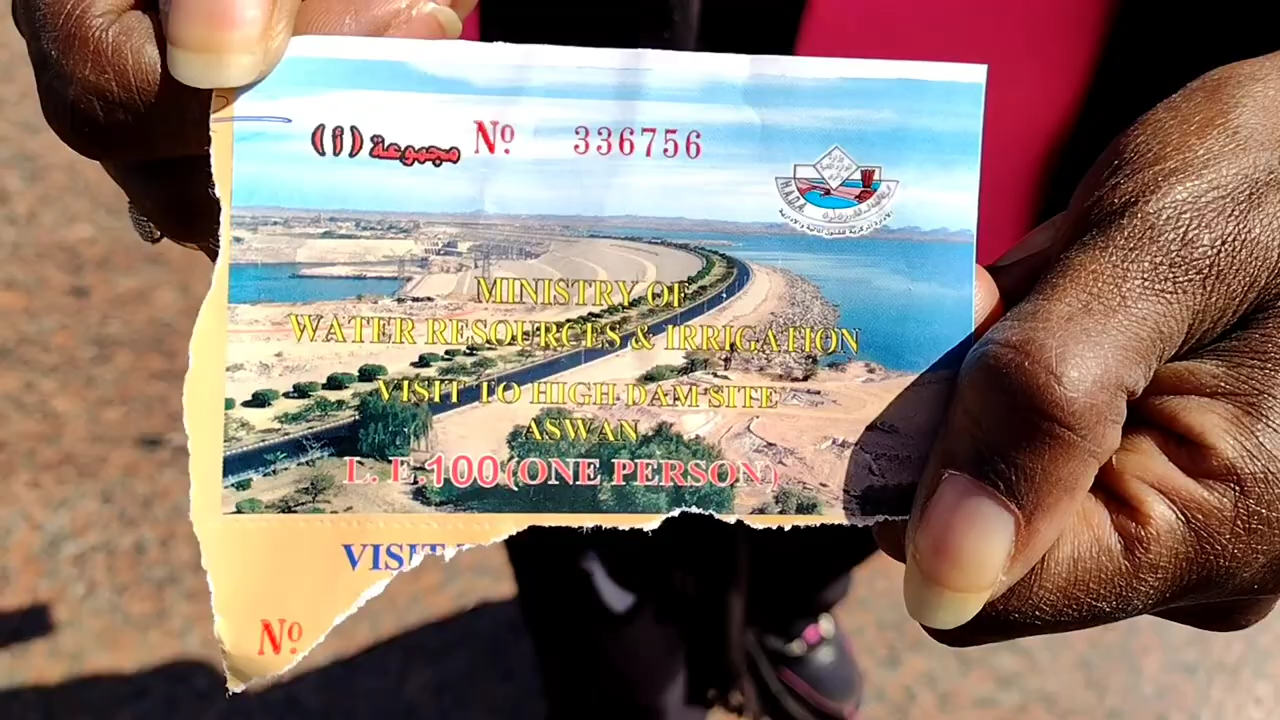 مجموعة (أ) Nº 336756
H.A.D.A.
MINISTRY OF
WATER RESOURCES & IRRIGATION
VISIT TO HIGH DAM SITE
ASWAN
L. E.100(ONE PERSON)
VISIT
Nº